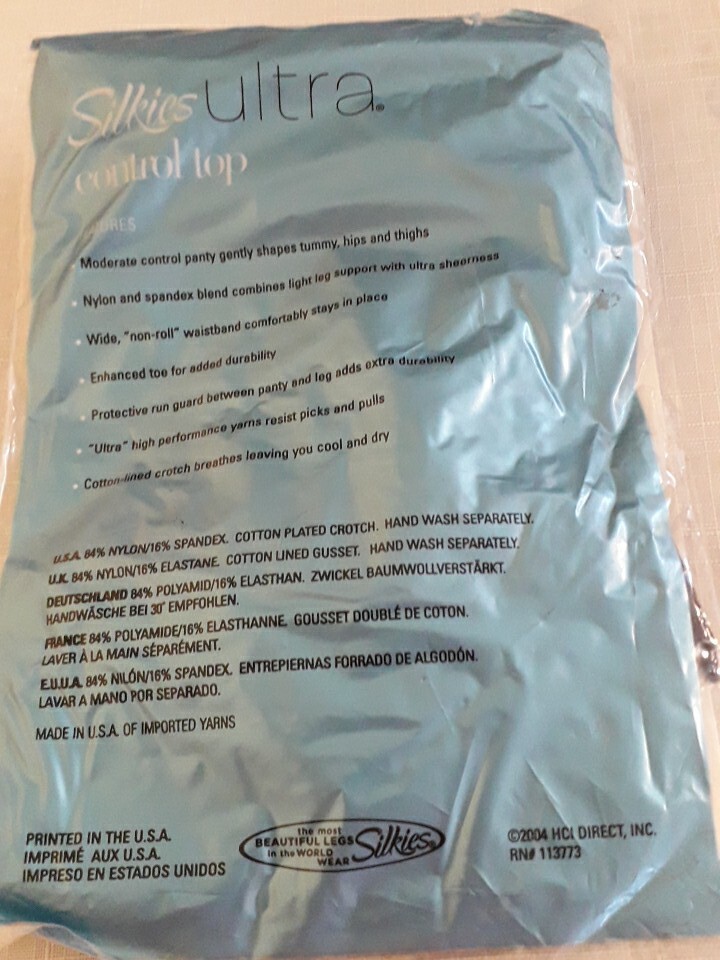 Silkies ultra®
control top
Moderate control panty gently shapes tummy, hips and thighs
Nylon and spandex blend combines light leg support with ultra sheerness
Wide, "non-roll" waistband comfortably stays in place
Enhanced toe for added durability
Protective run guard between panty and leg adds extra durability
"Ultra" high performance yarns resist picks and pulls
Cotton-lined crotch breathes leaving you cool and dry
U.S.A. 84% NYLON/16% SPANDEX. COTTON PLATED CROTCH. HAND WASH SEPARATELY.
U.K. 84% NYLON/16% ELASTANE. COTTON LINED GUSSET. HAND WASH SEPARATELY.
DEUTSCHLAND 84% POLYAMID/16% ELASTHAN. ZWICKEL BAUMWOLLVERSTÄRKT.
HANDWÄSCHE BEI 30° EMPFOHLEN.
FRANCE 84% POLYAMIDE/16% ELASTHANNE. GOUSSET DOUBLÉ DE COTON.
LAVER À LA MAIN SÉPARÉMENT.
E.U.U.A. 84% NILÓN/16% SPANDEX. ENTREPIERNAS FORRADO DE ALGODÓN.
LAVAR A MANO POR SEPARADO.
MADE IN U.S.A. OF IMPORTED YARNS
PRINTED IN THE U.S.A.
IMPRIMÉ AUX U.S.A.
IMPRESO EN ESTADOS UNIDOS
the most
BEAUTIFUL LEGS
in the WORLD
WEAR Silkies®
©2004 HCI DIRECT, INC.
RN# 113773